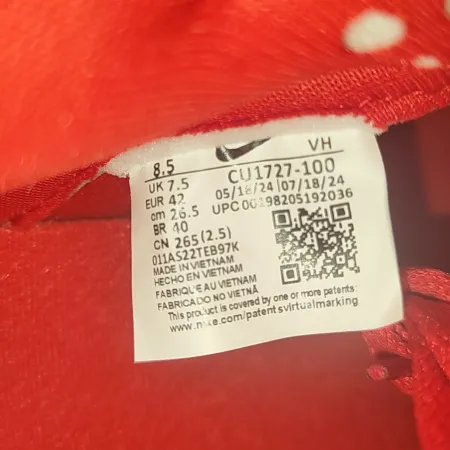 VH
8.5
CU1727-100
UK 7.5
05/18/24 07/18/24
EUR 42
UPC00198205192036
cm 26.5
BR 40
CN 265(2.5)
011AS22TEB97K
MADE IN VIETNAM
HECHO EN VIETNAM
FABRIQUÉ AU VIETNAM
FABRICADO NO VIETNÃ
This product is covered by one or more patents:
www.nike.com/patentsvirtualmarking